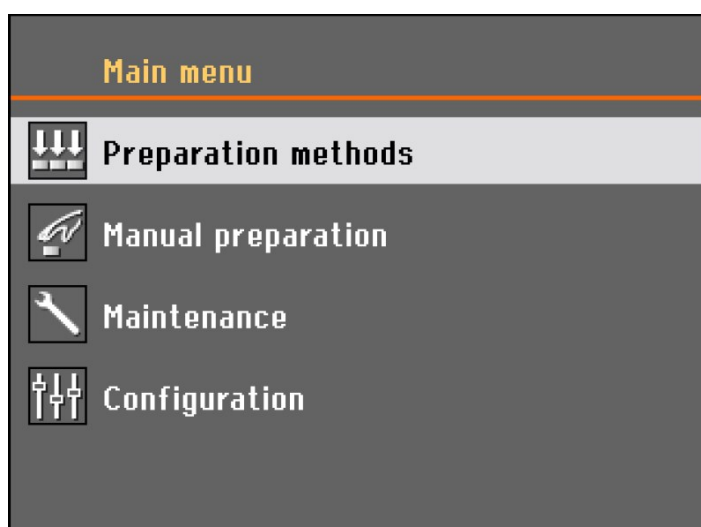 Main menu
Preparation methods
Manual preparation
Maintenance
Configuration